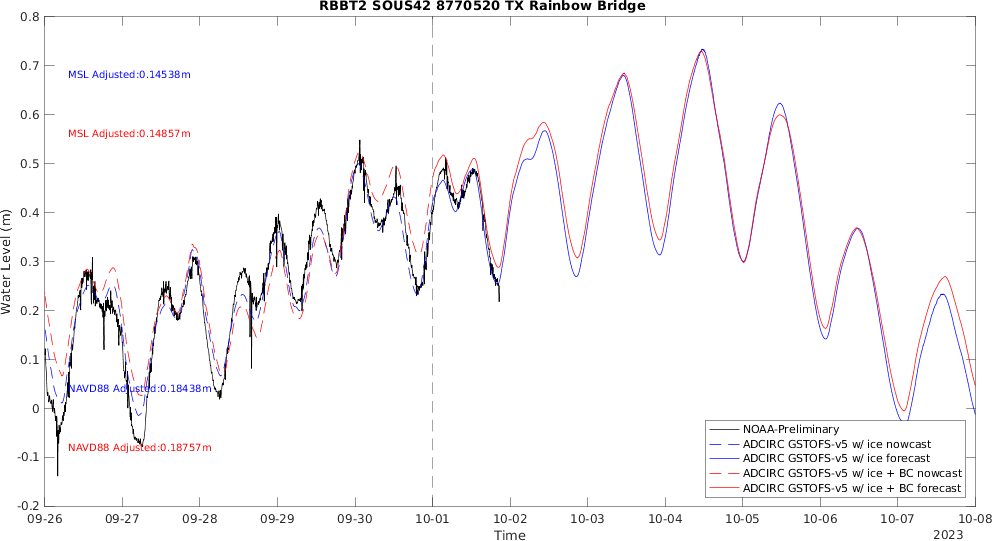 RBBT2 SOUS42 8770520 TX Rainbow Bridge
0.8
0.7
0.6
0.5
0.4
0.3
0.2
0.1
0
-0.1
-0.2
Water Level (m)
MSL Adjusted:0.14538m
MSL Adjusted:0.14857m
NAVD88 Adjusted:0.18438m
NAVD88 Adjusted:0.18757m
NOAA-Preliminary
ADCIRC GSTOFS-v5 w/ ice nowcast
ADCIRC GSTOFS-v5 w/ ice forecast
ADCIRC GSTOFS-v5 w/ ice + BC nowcast
ADCIRC GSTOFS-v5 w/ ice + BC forecast
09-26 09-27 09-28 09-29 09-30 10-01 10-02 10-03 10-04 10-05 10-06 10-07 10-08
Time
2023